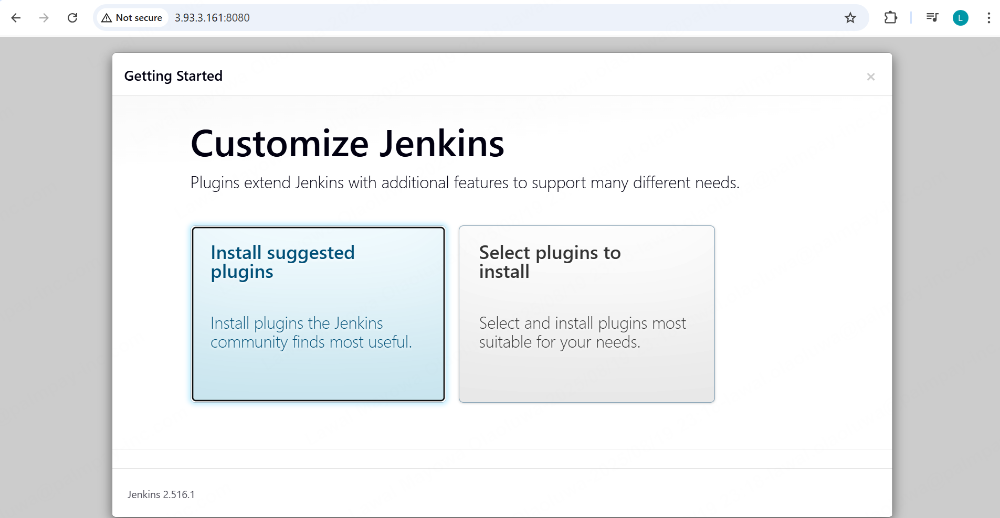 Not secure 3.93.3.161:8080 L
Getting Started ×
Customize Jenkins
Plugins extend Jenkins with additional features to support many different needs.
Install suggested
plugins
Install plugins the Jenkins
community finds most useful.
Select plugins to
install
Select and install plugins most
suitable for your needs.
Jenkins 2.516.1